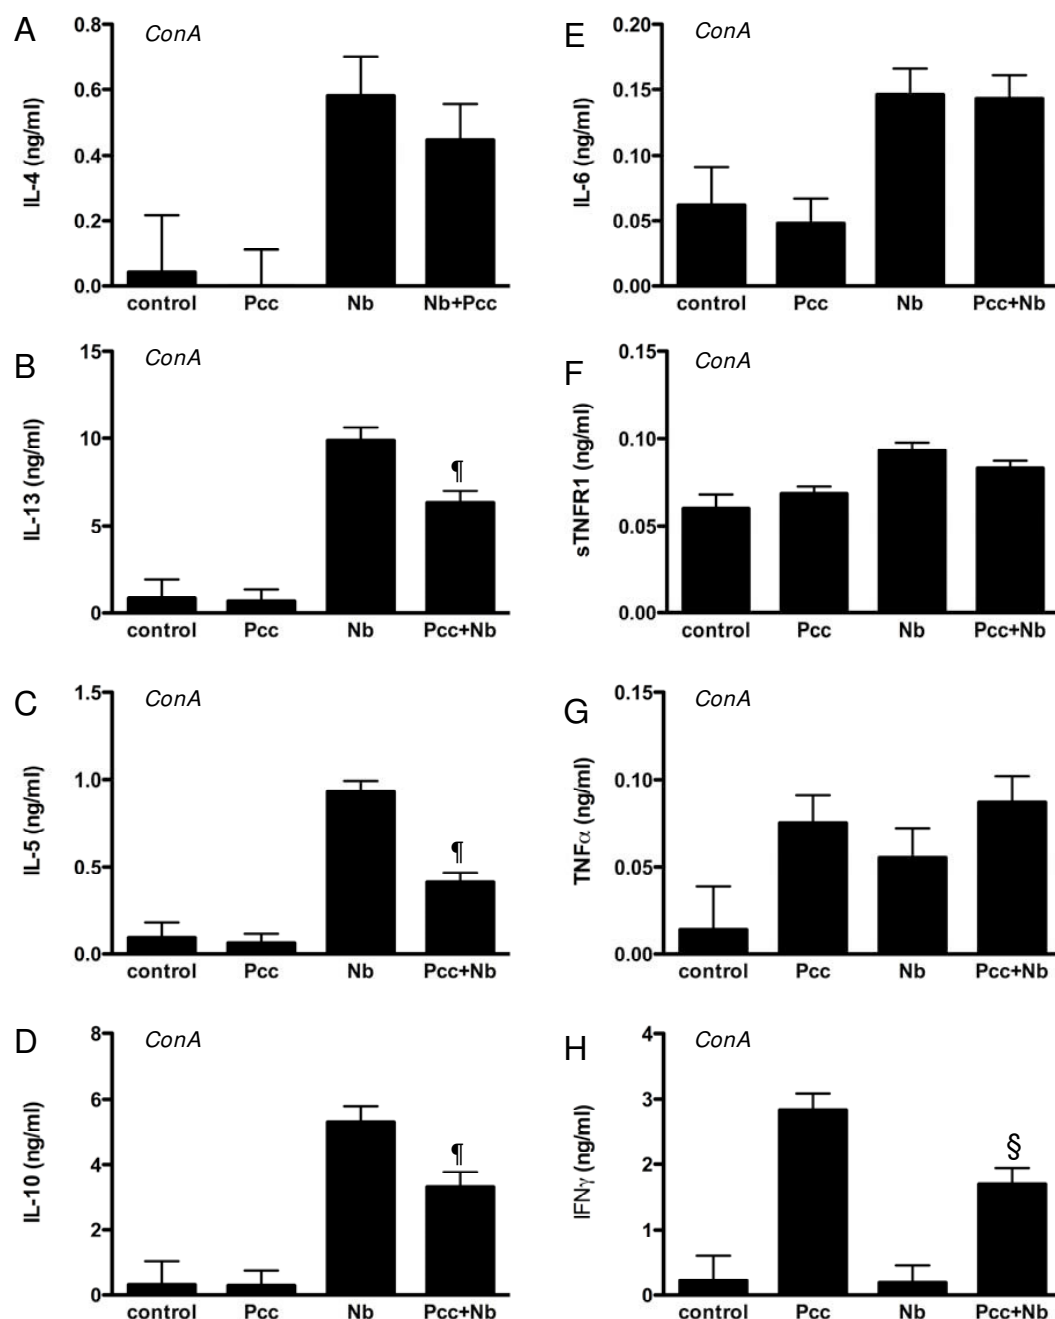 A
ConA
IL-4 (ng/ml)
0.8
0.6
0.4
0.2
0.0
control Pcc Nb Nb+Pcc
B
ConA
IL-13 (ng/ml)
15
10
5
0
¶
control Pcc Nb Pcc+Nb
C
ConA
IL-5 (ng/ml)
1.5
1.0
0.5
0.0
¶
control Pcc Nb Pcc+Nb
D
ConA
IL-10 (ng/ml)
8
6
4
2
0
¶
control Pcc Nb Pcc+Nb
E
ConA
IL-6 (ng/ml)
0.20
0.15
0.10
0.05
0.00
control Pcc Nb Pcc+Nb
F
ConA
sTNFR1 (ng/ml)
0.15
0.10
0.05
0.00
control Pcc Nb Pcc+Nb
G
ConA
TNFα (ng/ml)
0.15
0.10
0.05
0.00
control Pcc Nb Pcc+Nb
H
ConA
IFNγ (ng/ml)
4
3
2
1
0
§
control Pcc Nb Pcc+Nb